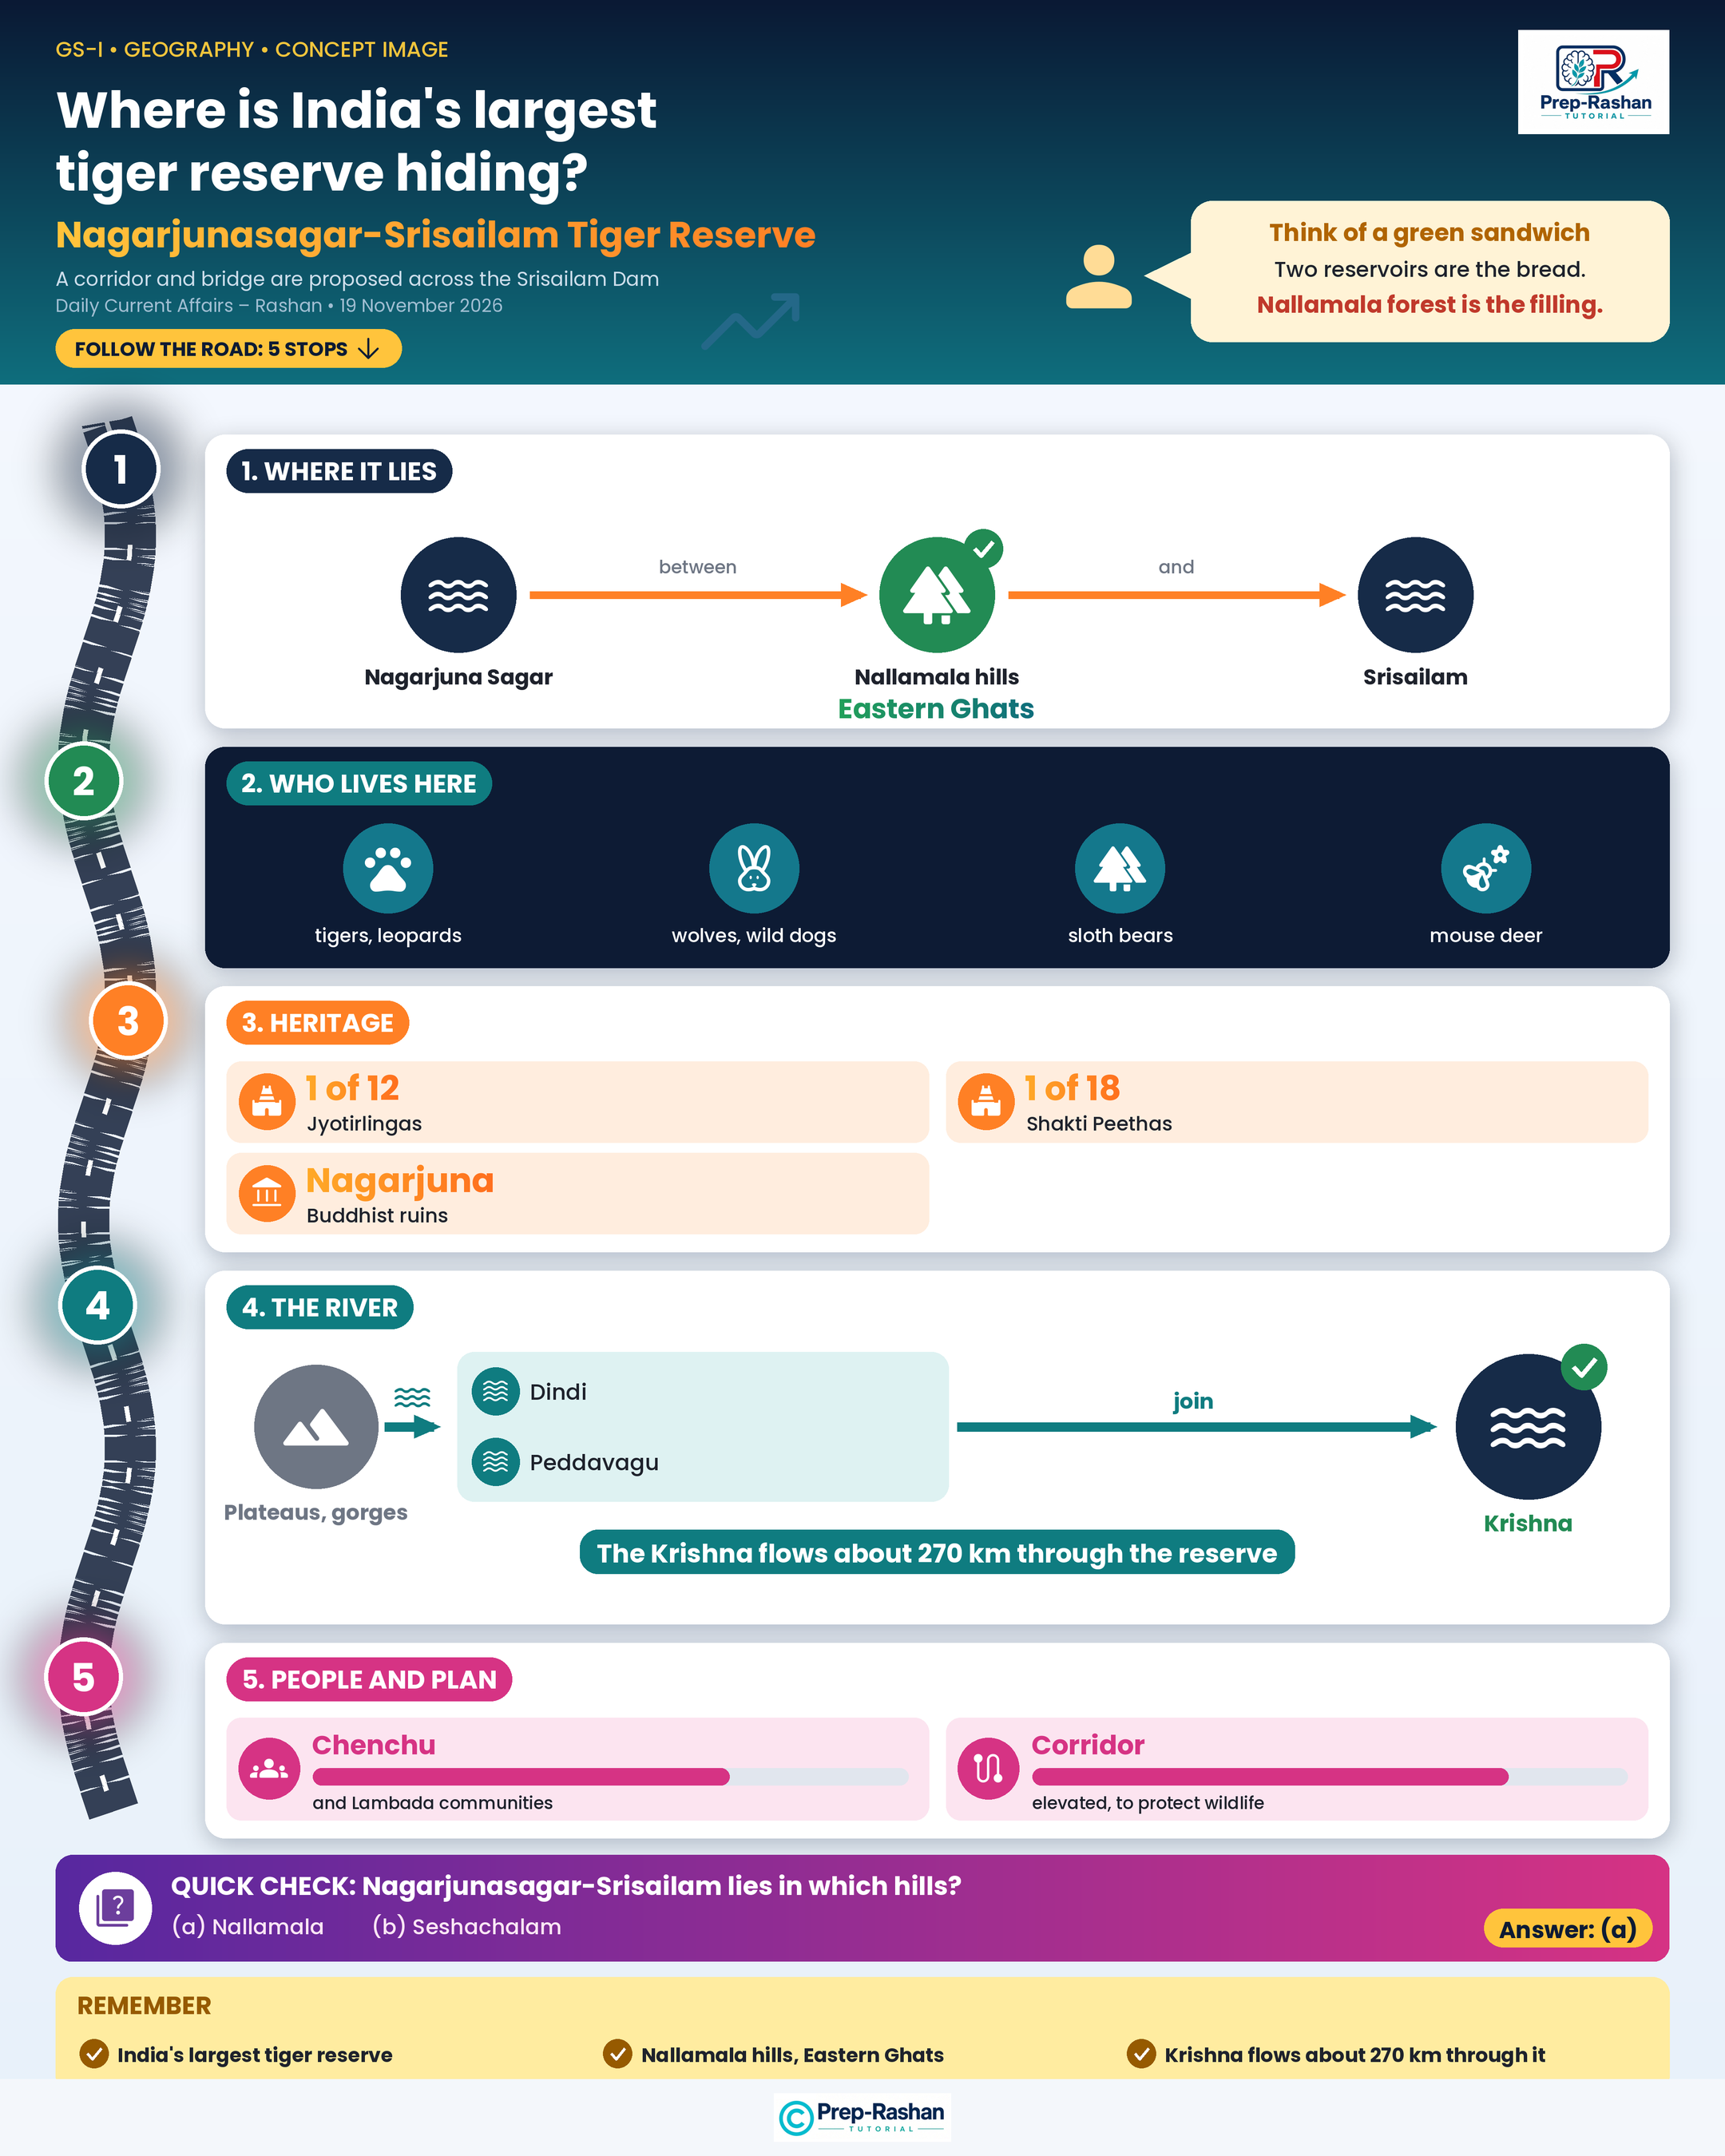 GS-I • GEOGRAPHY • CONCEPT IMAGE
Where is India's largest
tiger reserve hiding?
Nagarjunasagar-Srisailam Tiger Reserve
A corridor and bridge are proposed across the Srisailam Dam
Daily Current Affairs – Rashan • 19 November 2026
FOLLOW THE ROAD: 5 STOPS
Prep-Rashan
TUTORIAL
Think of a green sandwich
Two reservoirs are the bread.
Nallamala forest is the filling.
1
1. WHERE IT LIES
between
and
Nagarjuna Sagar
Nallamala hills
Srisailam
Eastern Ghats
2
2. WHO LIVES HERE
tigers, leopards
wolves, wild dogs
sloth bears
mouse deer
3
3. HERITAGE
1 of 12
Jyotirlingas
1 of 18
Shakti Peethas
Nagarjuna
Buddhist ruins
4
4. THE RIVER
Dindi
Peddavagu
join
Plateaus, gorges
Krishna
The Krishna flows about 270 km through the reserve
5
5. PEOPLE AND PLAN
Chenchu
and Lambada communities
Corridor
elevated, to protect wildlife
?
QUICK CHECK: Nagarjunasagar-Srisailam lies in which hills?
(a) Nallamala (b) Seshachalam
Answer: (a)
REMEMBER
India's largest tiger reserve
Nallamala hills, Eastern Ghats
Krishna flows about 270 km through it
© Prep-Rashan
TUTORIAL